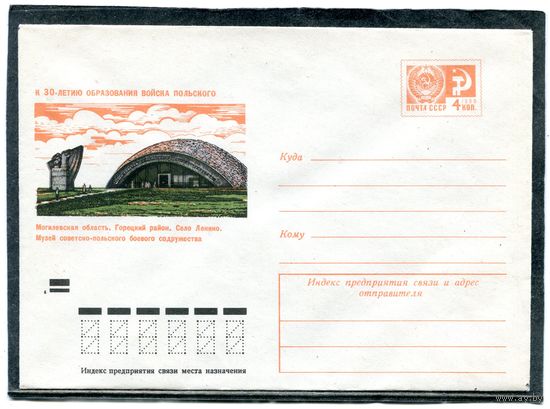 К 30-ЛЕТИЮ ОБРАЗОВАНИЯ ВОЙСКА ПОЛЬСКОГО
ПОЧТА СССР
4 КОП.
Могилевская область. Горецкий район. Село Ленино.
Музей советско-польского боевого содружества
Куда
Кому
Индекс предприятия связи и адрес
отправителя
Индекс предприятия связи места назначения